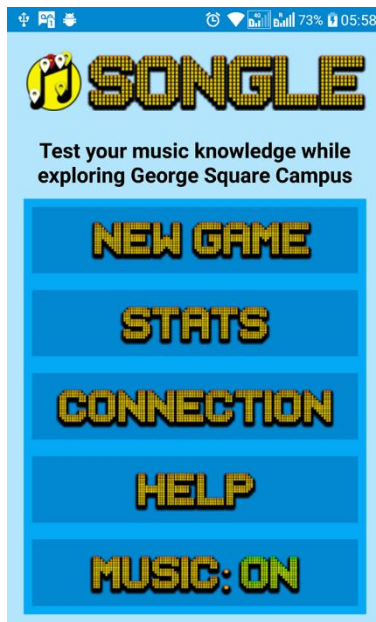 4G
R
73% 05:58
SONGLE
Test your music knowledge while
exploring George Square Campus
NEW GAME
STATS
CONNECTION
HELP
MUSIC: ON